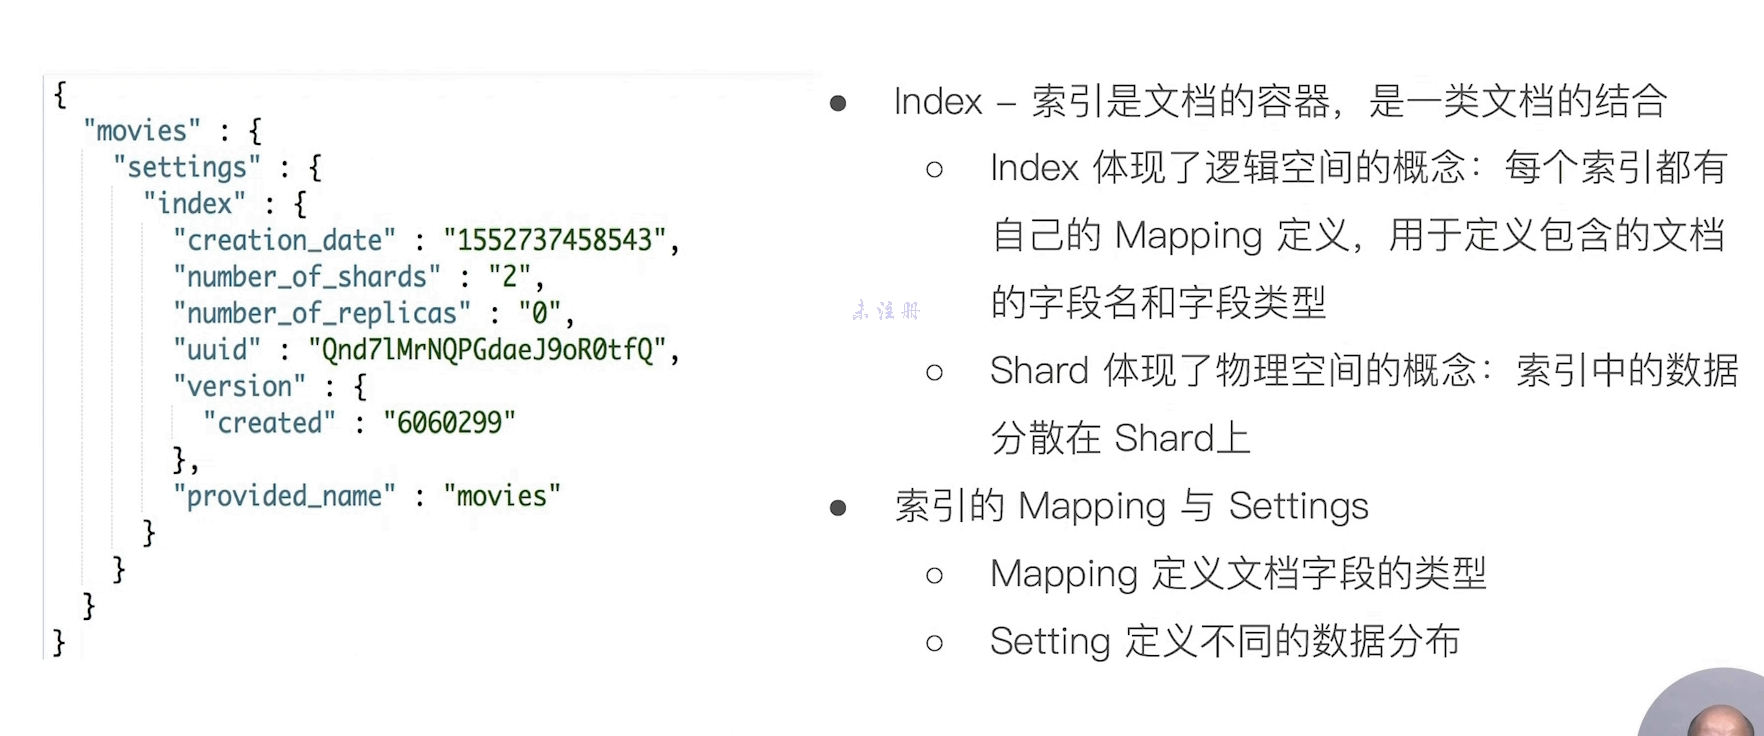 {
"movies" : {
"settings" : {
"index" : {
"creation_date" : "1552737458543",
"number_of_shards" : "2",
"number_of_replicas" : "0",
"uuid" : "Qnd7lMrNQPGdaeJ9oR0tfQ",
"version" : {
"created" : "6060299"
},
"provided_name" : "movies"
}
}
}
}
● Index – 索引是文档的容器，是一类文档的结合
○ Index 体现了逻辑空间的概念：每个索引都有
自己的 Mapping 定义，用于定义包含的文档
的字段名和字段类型
○ Shard 体现了物理空间的概念：索引中的数据
分散在 Shard上
● 索引的 Mapping 与 Settings
○ Mapping 定义文档字段的类型
○ Setting 定义不同的数据分布
未注册